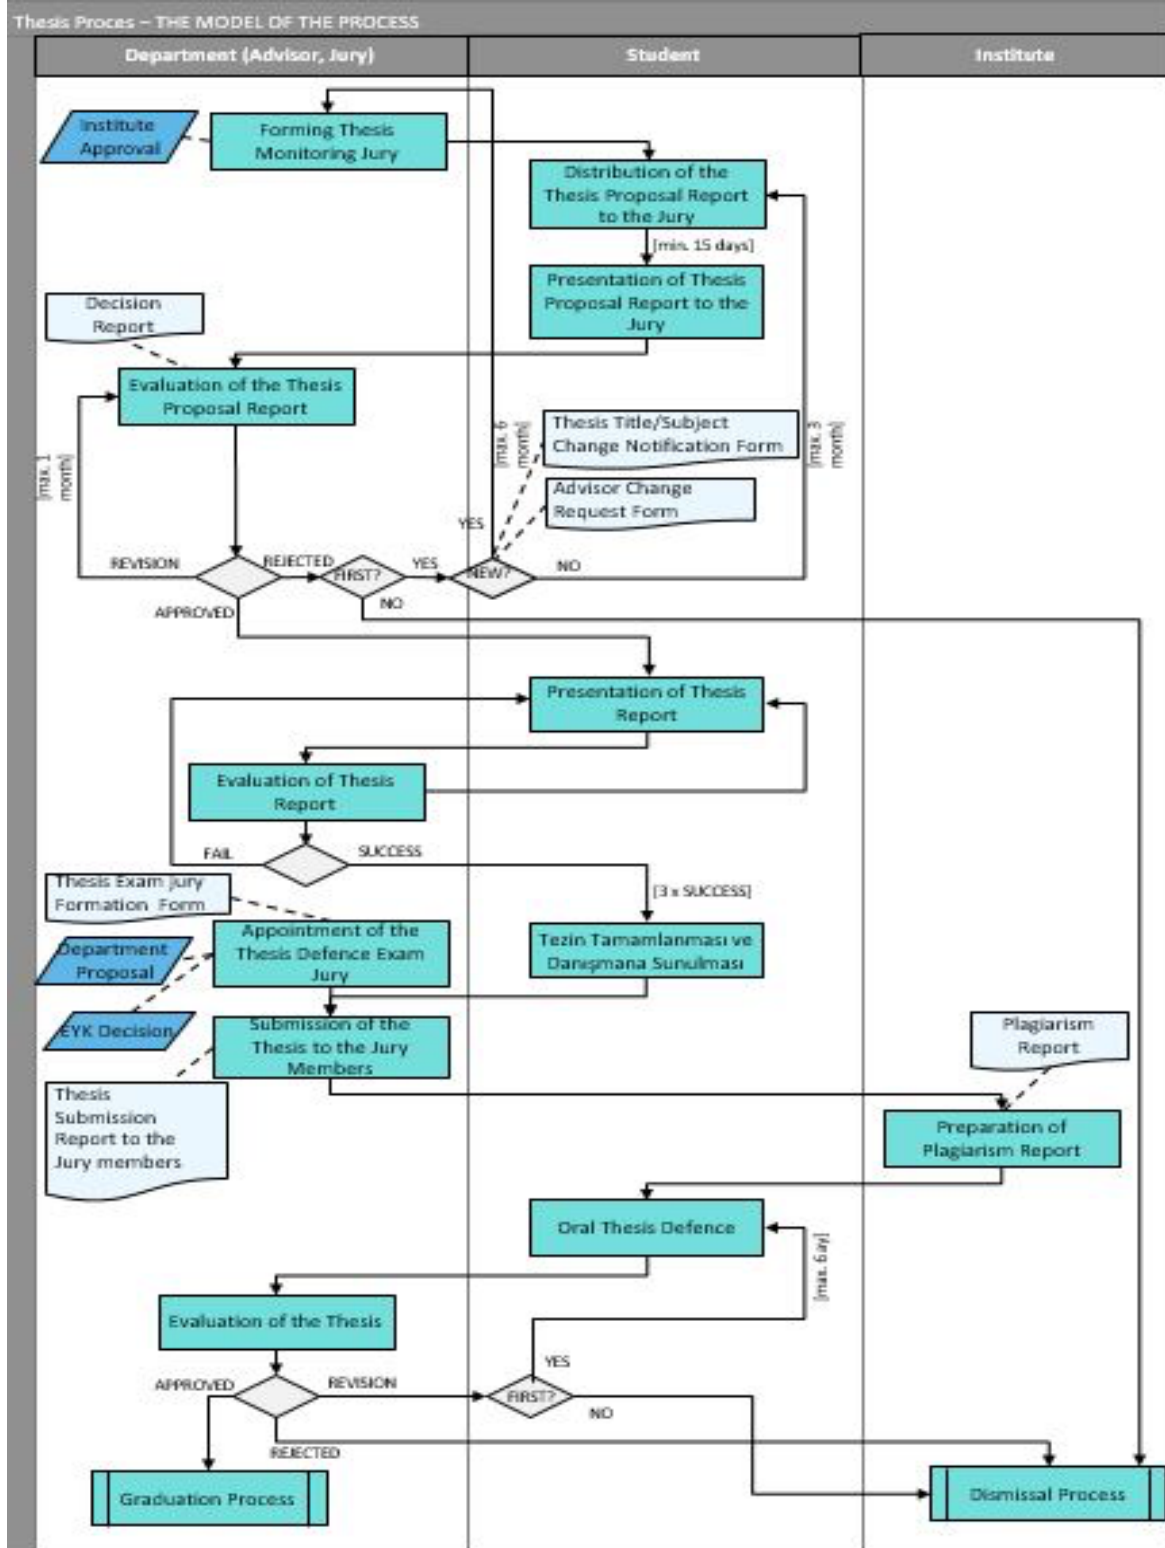 Thesis Proces – THE MODEL OF THE PROCESS
Department (Advisor, Jury)
Student
Institute
Institute
Approval
Forming Thesis
Monitoring Jury
Distribution of the
Thesis Proposal Report
to the Jury
[min. 15 days]
Presentation of Thesis
Proposal Report to the
Jury
Decision
Report
Evaluation of the Thesis
Proposal Report
[max. 1
month]
[max. 6
month]
Thesis Title/Subject
Change Notification Form
[max. 3
month]
Advisor Change
Request Form
YES
REVISION
REJECTED
FIRST?
YES
NEW?
NO
NO
APPROVED
Presentation of Thesis
Report
Evaluation of Thesis
Report
FAIL
SUCCESS
[3 x SUCCESS]
Thesis Exam Jury
Formation Form
Appointment of the
Thesis Defence Exam
Jury
Tezin Tamamlanması ve
Danışmana Sunulması
Department
Proposal
EYK Decision
Submission of the
Thesis to the Jury
Members
Plagiarism
Report
Thesis
Submission
Report to the
Jury members
Preparation of
Plagiarism Report
Oral Thesis Defence
[max. 6 ay]
Evaluation of the Thesis
YES
APPROVED
REVISION
FIRST?
NO
REJECTED
Graduation Process
Dismissal Process